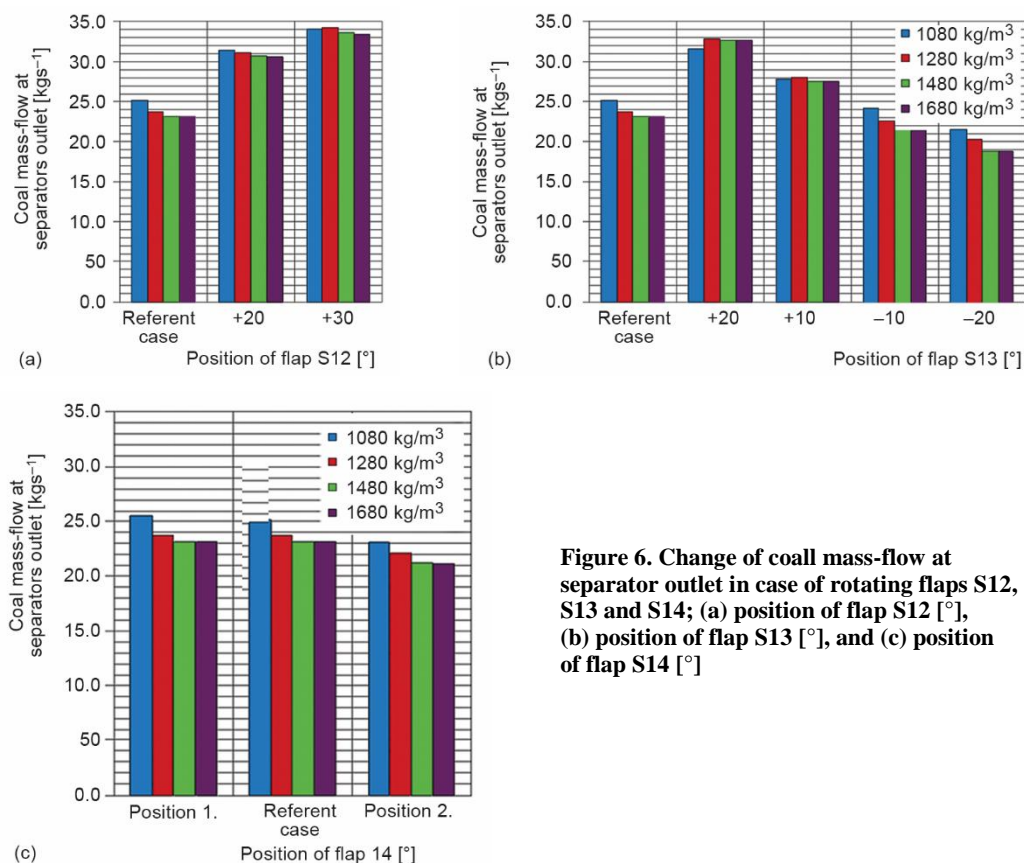 35.0
30.0
25.0
20.0
15.0
10.0
50
0.0
Coal mass-flow at
separators outlet [kgs⁻¹]
Referent
case
+20
+30
(a)
Position of flap S12 [°]
35.0
30.0
25.0
20.0
15.0
10.0
50
0.0
Coal mass-flow at
separators outlet [kgs⁻¹]
1080 kg/m³
1280 kg/m³
1480 kg/m³
1680 kg/m³
Referent
case
+20
+10
–10
–20
(b)
Position of flap S13 [°]
35.0
30.0
25.0
20.0
15.0
10.0
50
0.0
Coal mass-flow at
separators outlet [kgs⁻¹]
1080 kg/m³
1280 kg/m³
1480 kg/m³
1680 kg/m³
Position 1.
Referent
case
Position 2.
(c)
Position of flap 14 [°]
Figure 6. Change of coall mass-flow at
separator outlet in case of rotating flaps S12,
S13 and S14; (a) position of flap S12 [°],
(b) position of flap S13 [°], and (c) position
of flap S14 [°]